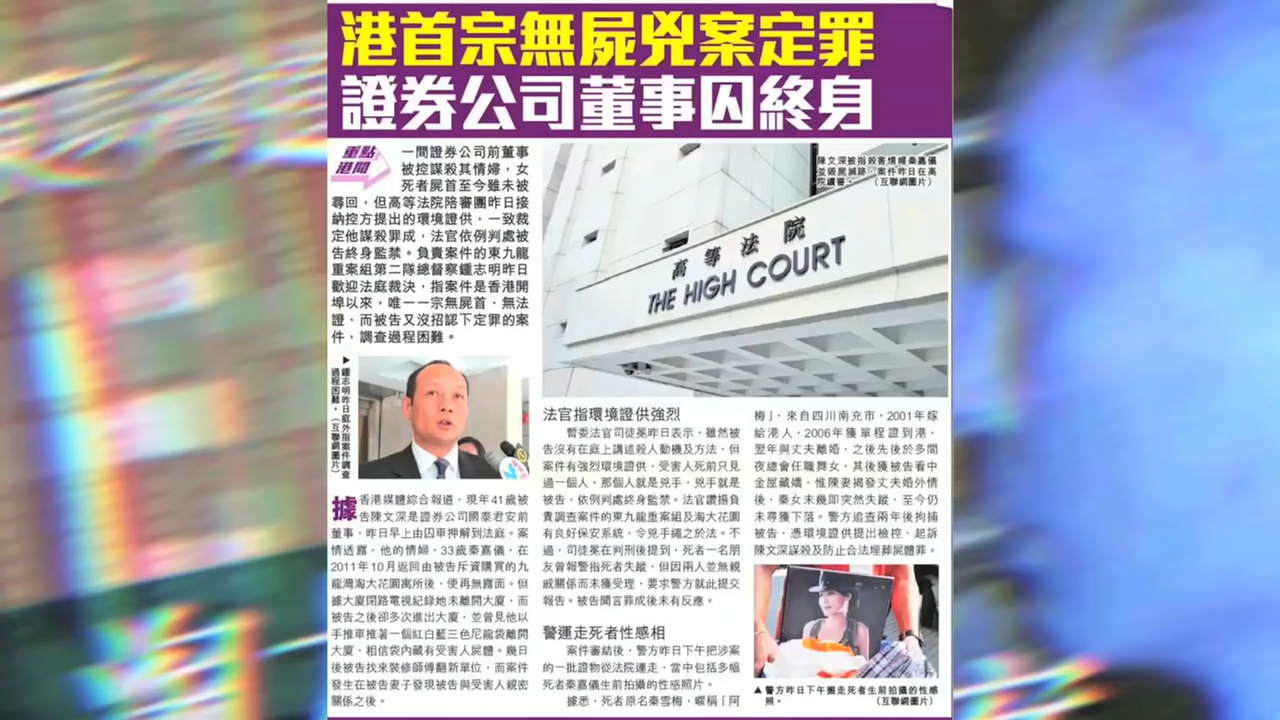 港首宗無屍兇案定罪
證券公司董事囚終身
重點
港聞
一間證券公司前董事
被控謀殺其情婦，女
死者屍首至今雖未被
尋回，但高等法院陪審團昨日接
納控方提出的環境證供，一致裁
定他謀殺罪成，法官依例判處被
告終身監禁。負責案件的東九龍
重案組第二隊總督察鍾志明昨日
歡迎法庭裁決，指案件是香港開
埠以來，唯一一宗無屍首、無法
證、而被告又沒招認下定罪的案
件，調查過程困難。
陳文深被指殺害情婦秦嘉儀
並毀屍滅跡，案件昨日在高
院續審。（互聯網圖片）
高等法院
THE HIGH COURT
▶鍾志明昨日庭外指案件調查
過程困難。（互聯網圖片）
據香港媒體綜合報道，現年41歲被
告陳文深是證券公司國泰君安前
董事，昨日早上由囚車押解到法庭。案
情透露，他的情婦、33歲秦嘉儀，在
2011年10月返回由被告斥資購買的九
龍灣淘大花園寓所後，便再無露面。但
據大廈閉路電視紀錄她未離開大廈，而
被告之後卻多次進出大廈，並曾見他以
手推車推著一個紅白藍三色尼龍袋離開
大廈，相信袋內藏有受害人屍體。幾日
後被告找來裝修師傅翻新單位，而案件
發生在被告妻子發現被告與受害人親密
關係之後。
法官指環境證供強烈
暫委法官司徒冕昨日表示，雖然被
告沒有在庭上講述殺人動機及方法，但
案件有強烈環境證供，受害人死前只見
過一個人，那個人就是兇手，兇手就是
被告，依例判處終身監禁。法官讚揚負
責調查案件的東九龍重案組及淘大花園
有良好保安系統，令兇手繩之於法。不
過，司徒冕在判刑後提到，死者一名朋
友曾報警指死者失蹤，但因兩人並無親
戚關係而未獲受理，要求警方就此提交
報告。被告聞言罪成後未有反應。
警運走死者性感相
案件審結後，警方昨日下午把涉案
的一批證物從法院運走，當中包括多幅
死者秦嘉儀生前拍攝的性感照片。
據悉，死者原名秦雪梅，暱稱「阿
梅」，來自四川南充市，2001年嫁
給港人，2006年獲單程證到港，
翌年與丈夫離婚，之後先後於多間
夜總會任職舞女，其後獲被告看中
金屋藏嬌，惟陳妻揭發丈夫婚外情
後，秦女未幾即突然失蹤，至今仍
未尋獲下落。警方追查兩年後拘捕
被告，憑環境證供提出檢控，起訴
陳文深謀殺及防止合法埋葬屍體罪。
▲警方昨日下午搬走死者生前拍攝的性感
照。（互聯網圖片）